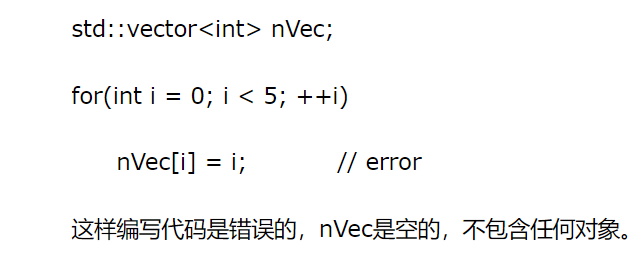 std::vector<int> nVec;
for(int i = 0; i < 5; ++i)
nVec[i] = i; // error
这样编写代码是错误的，nVec是空的，不包含任何对象。